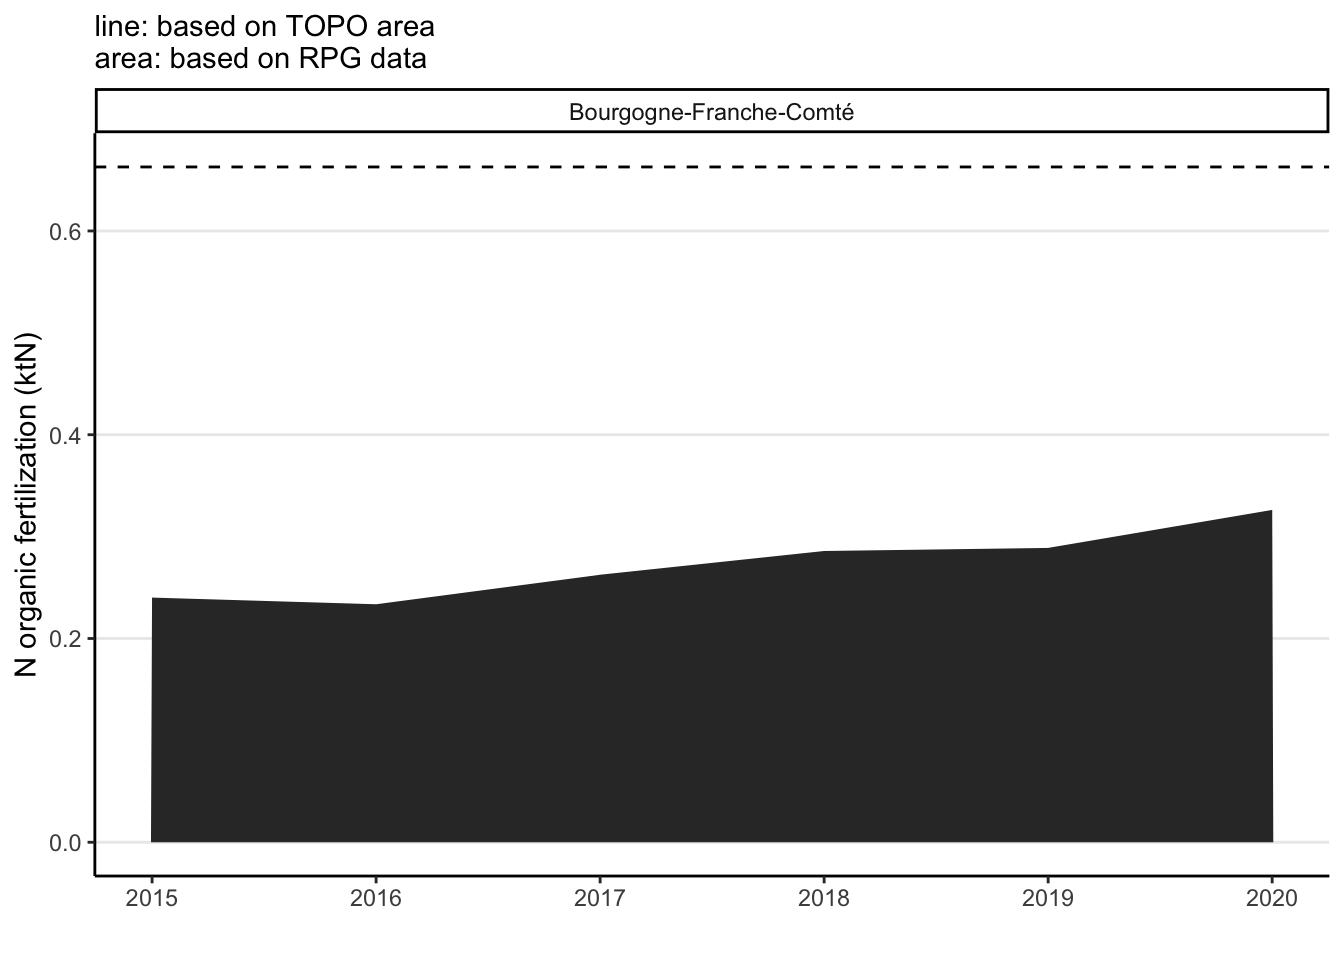 line: based on TOPO area
area: based on RPG data
Bourgogne-Franche-Comté
N organic fertilization (ktN)
0.6
0.4
0.2
0.0
2015 2016 2017 2018 2019 2020